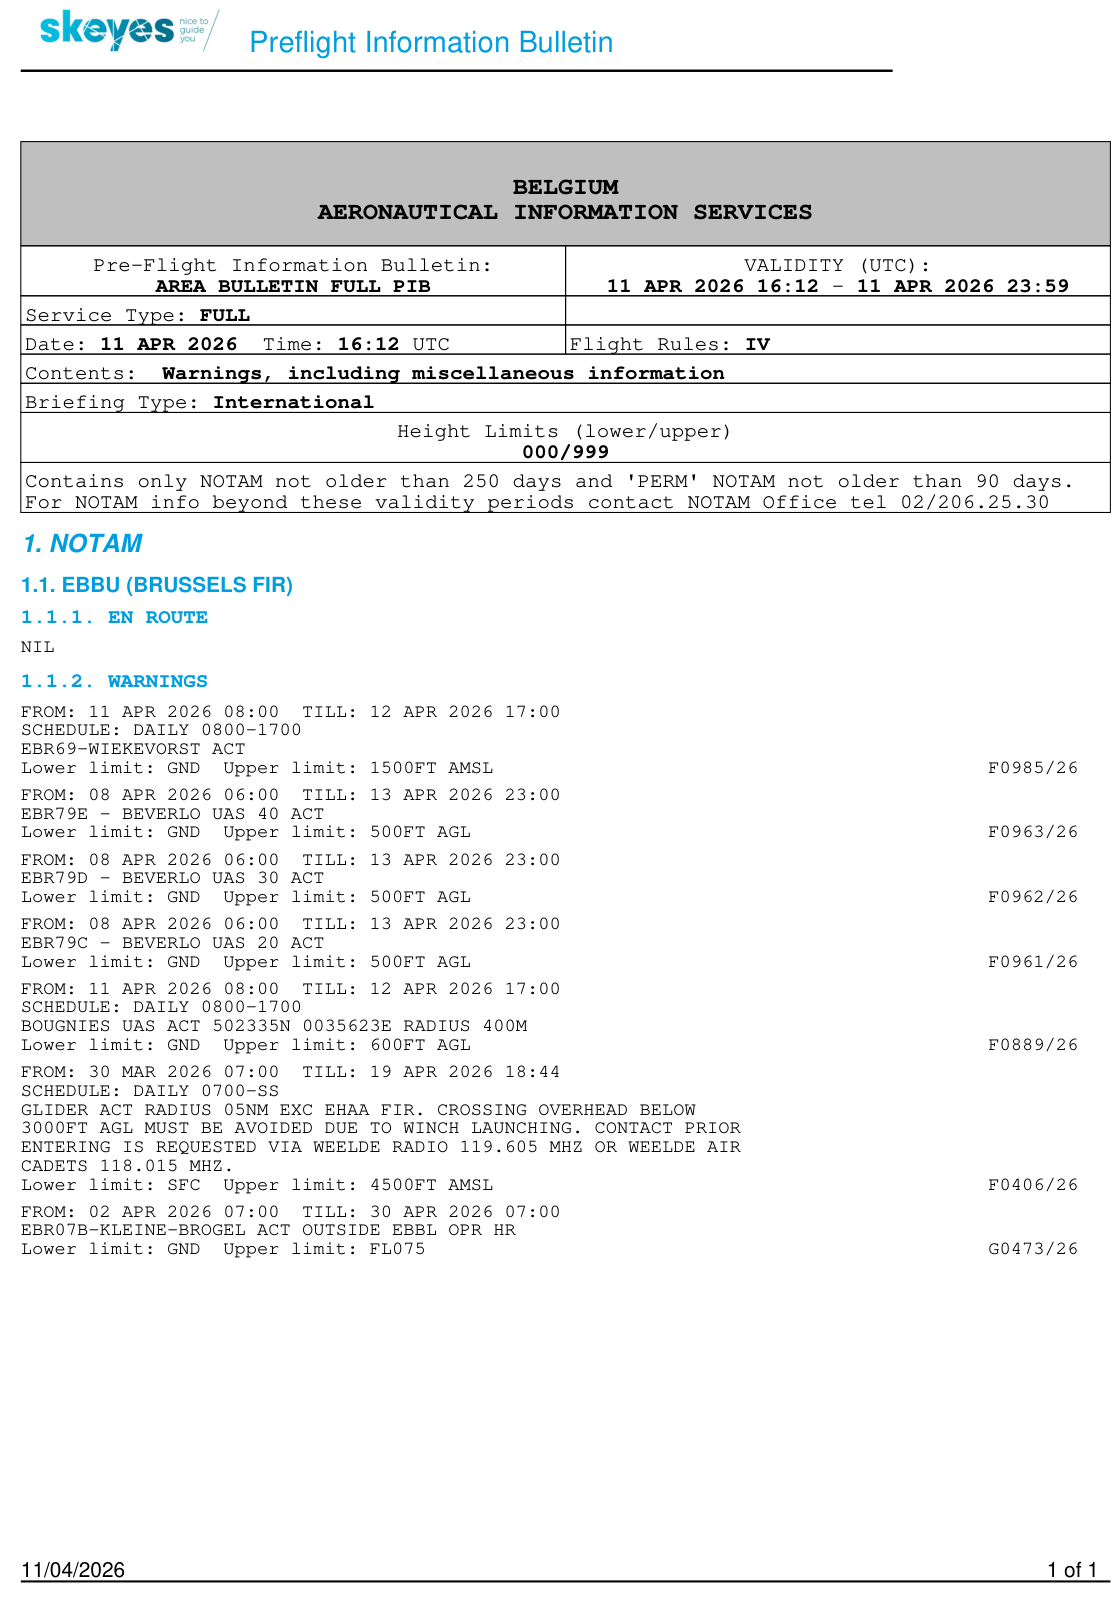 skeyes nice to guide you
Preflight Information Bulletin
BELGIUM
AERONAUTICAL INFORMATION SERVICES
Pre-Flight Information Bulletin:
AREA BULLETIN FULL PIB
VALIDITY (UTC):
11 APR 2026 16:12 - 11 APR 2026 23:59
Service Type: FULL
Date: 11 APR 2026 Time: 16:12 UTC
Flight Rules: IV
Contents: Warnings, including miscellaneous information
Briefing Type: International
Height Limits (lower/upper)
000/999
Contains only NOTAM not older than 250 days and 'PERM' NOTAM not older than 90 days.
For NOTAM info beyond these validity periods contact NOTAM Office tel 02/206.25.30
1. NOTAM
1.1. EBBU (BRUSSELS FIR)
1.1.1. EN ROUTE
NIL
1.1.2. WARNINGS
FROM: 11 APR 2026 08:00 TILL: 12 APR 2026 17:00
SCHEDULE: DAILY 0800-1700
EBR69-WIEKEVORST ACT
Lower limit: GND Upper limit: 1500FT AMSL F0985/26
FROM: 08 APR 2026 06:00 TILL: 13 APR 2026 23:00
EBR79E - BEVERLO UAS 40 ACT
Lower limit: GND Upper limit: 500FT AGL F0963/26
FROM: 08 APR 2026 06:00 TILL: 13 APR 2026 23:00
EBR79D - BEVERLO UAS 30 ACT
Lower limit: GND Upper limit: 500FT AGL F0962/26
FROM: 08 APR 2026 06:00 TILL: 13 APR 2026 23:00
EBR79C - BEVERLO UAS 20 ACT
Lower limit: GND Upper limit: 500FT AGL F0961/26
FROM: 11 APR 2026 08:00 TILL: 12 APR 2026 17:00
SCHEDULE: DAILY 0800-1700
BOUGNIES UAS ACT 502335N 0035623E RADIUS 400M
Lower limit: GND Upper limit: 600FT AGL F0889/26
FROM: 30 MAR 2026 07:00 TILL: 19 APR 2026 18:44
SCHEDULE: DAILY 0700-SS
GLIDER ACT RADIUS 05NM EXC EHAA FIR. CROSSING OVERHEAD BELOW
3000FT AGL MUST BE AVOIDED DUE TO WINCH LAUNCHING. CONTACT PRIOR
ENTERING IS REQUESTED VIA WEELDE RADIO 119.605 MHZ OR WEELDE AIR
CADETS 118.015 MHZ.
Lower limit: SFC Upper limit: 4500FT AMSL F0406/26
FROM: 02 APR 2026 07:00 TILL: 30 APR 2026 07:00
EBR07B-KLEINE-BROGEL ACT OUTSIDE EBBL OPR HR
Lower limit: GND Upper limit: FL075 G0473/26
11/04/2026 1 of 1